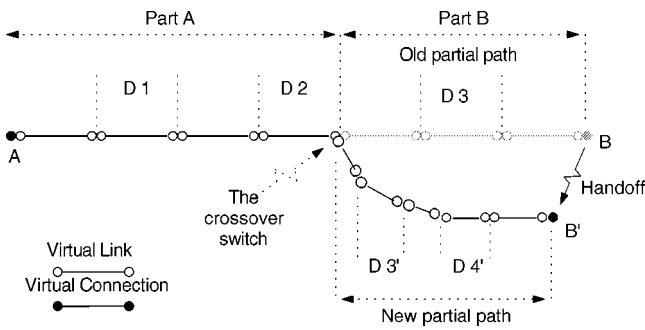 Part A
Part B
Old partial path
D 1
D 2
D 3
A
B
The
crossover
switch
Handoff
B'
Virtual Link
Virtual Connection
D 3'
D 4'
New partial path